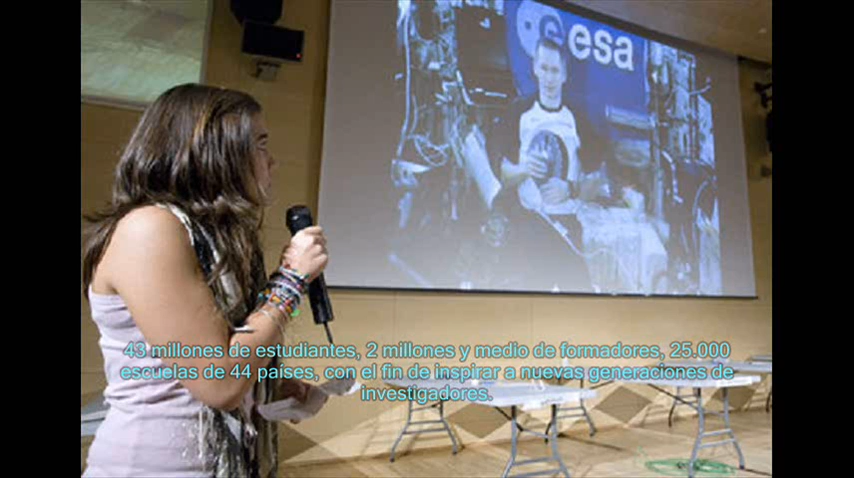 esa
43 millones de estudiantes, 2 millones y medio de formadores, 25.000
escuelas de 44 países, con el fin de inspirar a nuevas generaciones de
investigadores.